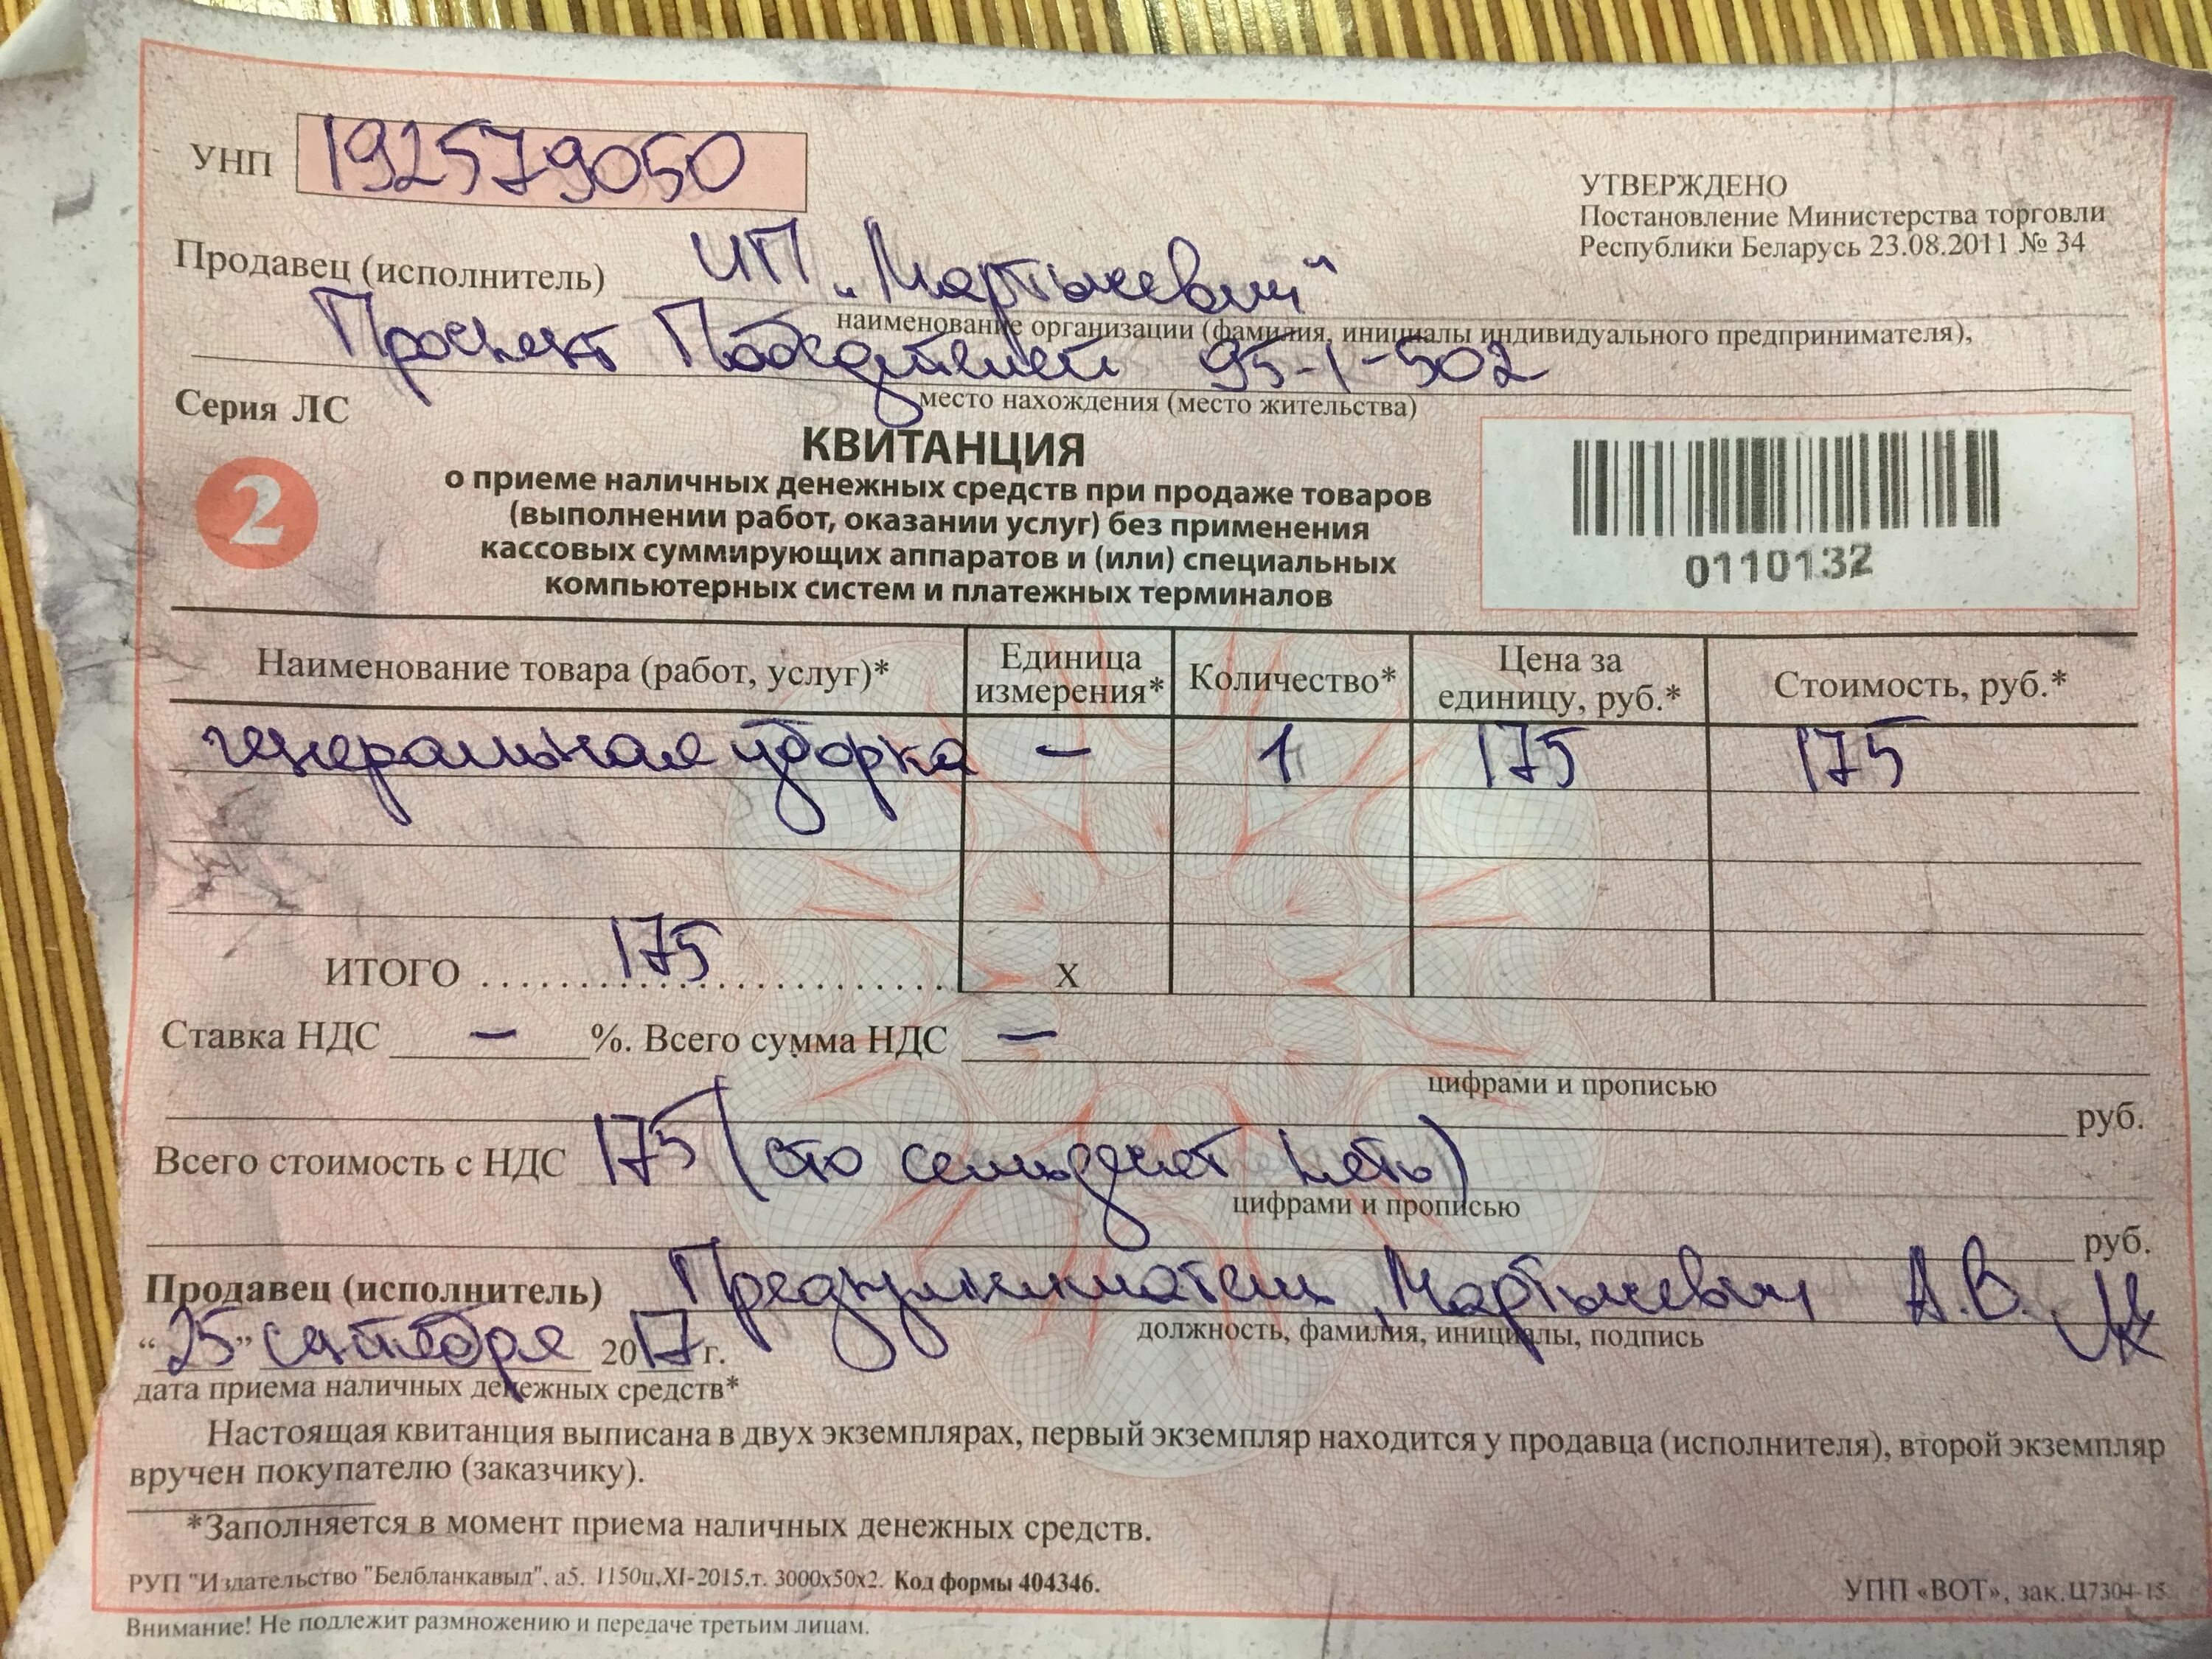 УНП 192579050
УТВЕРЖДЕНО
Постановление Министерства торговли
Республики Беларусь 23.08.2011 № 34
Продавец (исполнитель) ИП „Мартынкевич“
наименование организации (фамилия, инициалы индивидуального предпринимателя),
Проспект Победителей 95-1-502
место нахождения (место жительства)
Серия ЛС
2
КВИТАНЦИЯ
о приеме наличных денежных средств при продаже товаров
(выполнении работ, оказании услуг) без применения
кассовых суммирующих аппаратов и (или) специальных
компьютерных систем и платежных терминалов
0110132
Наименование товара (работ, услуг)* Единица измерения* Количество* Цена за единицу, руб.* Стоимость, руб.*
генеральная уборка – 1 175 175
ИТОГО 175 Х
Ставка НДС – %. Всего сумма НДС –
цифрами и прописью
руб.
Всего стоимость с НДС 175 (сто семьдесят пять)
цифрами и прописью
руб.
Продавец (исполнитель) Предприниматель А.В.
должность, фамилия, инициалы, подпись
“25” сентября 2017 г.
дата приема наличных денежных средств*
Настоящая квитанция выписана в двух экземплярах, первый экземпляр находится у продавца (исполнителя), второй экземпляр
вручен покупателю (заказчику).
*Заполняется в момент приема наличных денежных средств.
РУП "Издательство "Белбланкавыд", а5, 1150ц,XI-2015,т. 3000х50х2. Код формы 404346.
УПП «ВОТ», зак. Ц7304-15
Внимание! Не подлежит размножению и передаче третьим лицам.